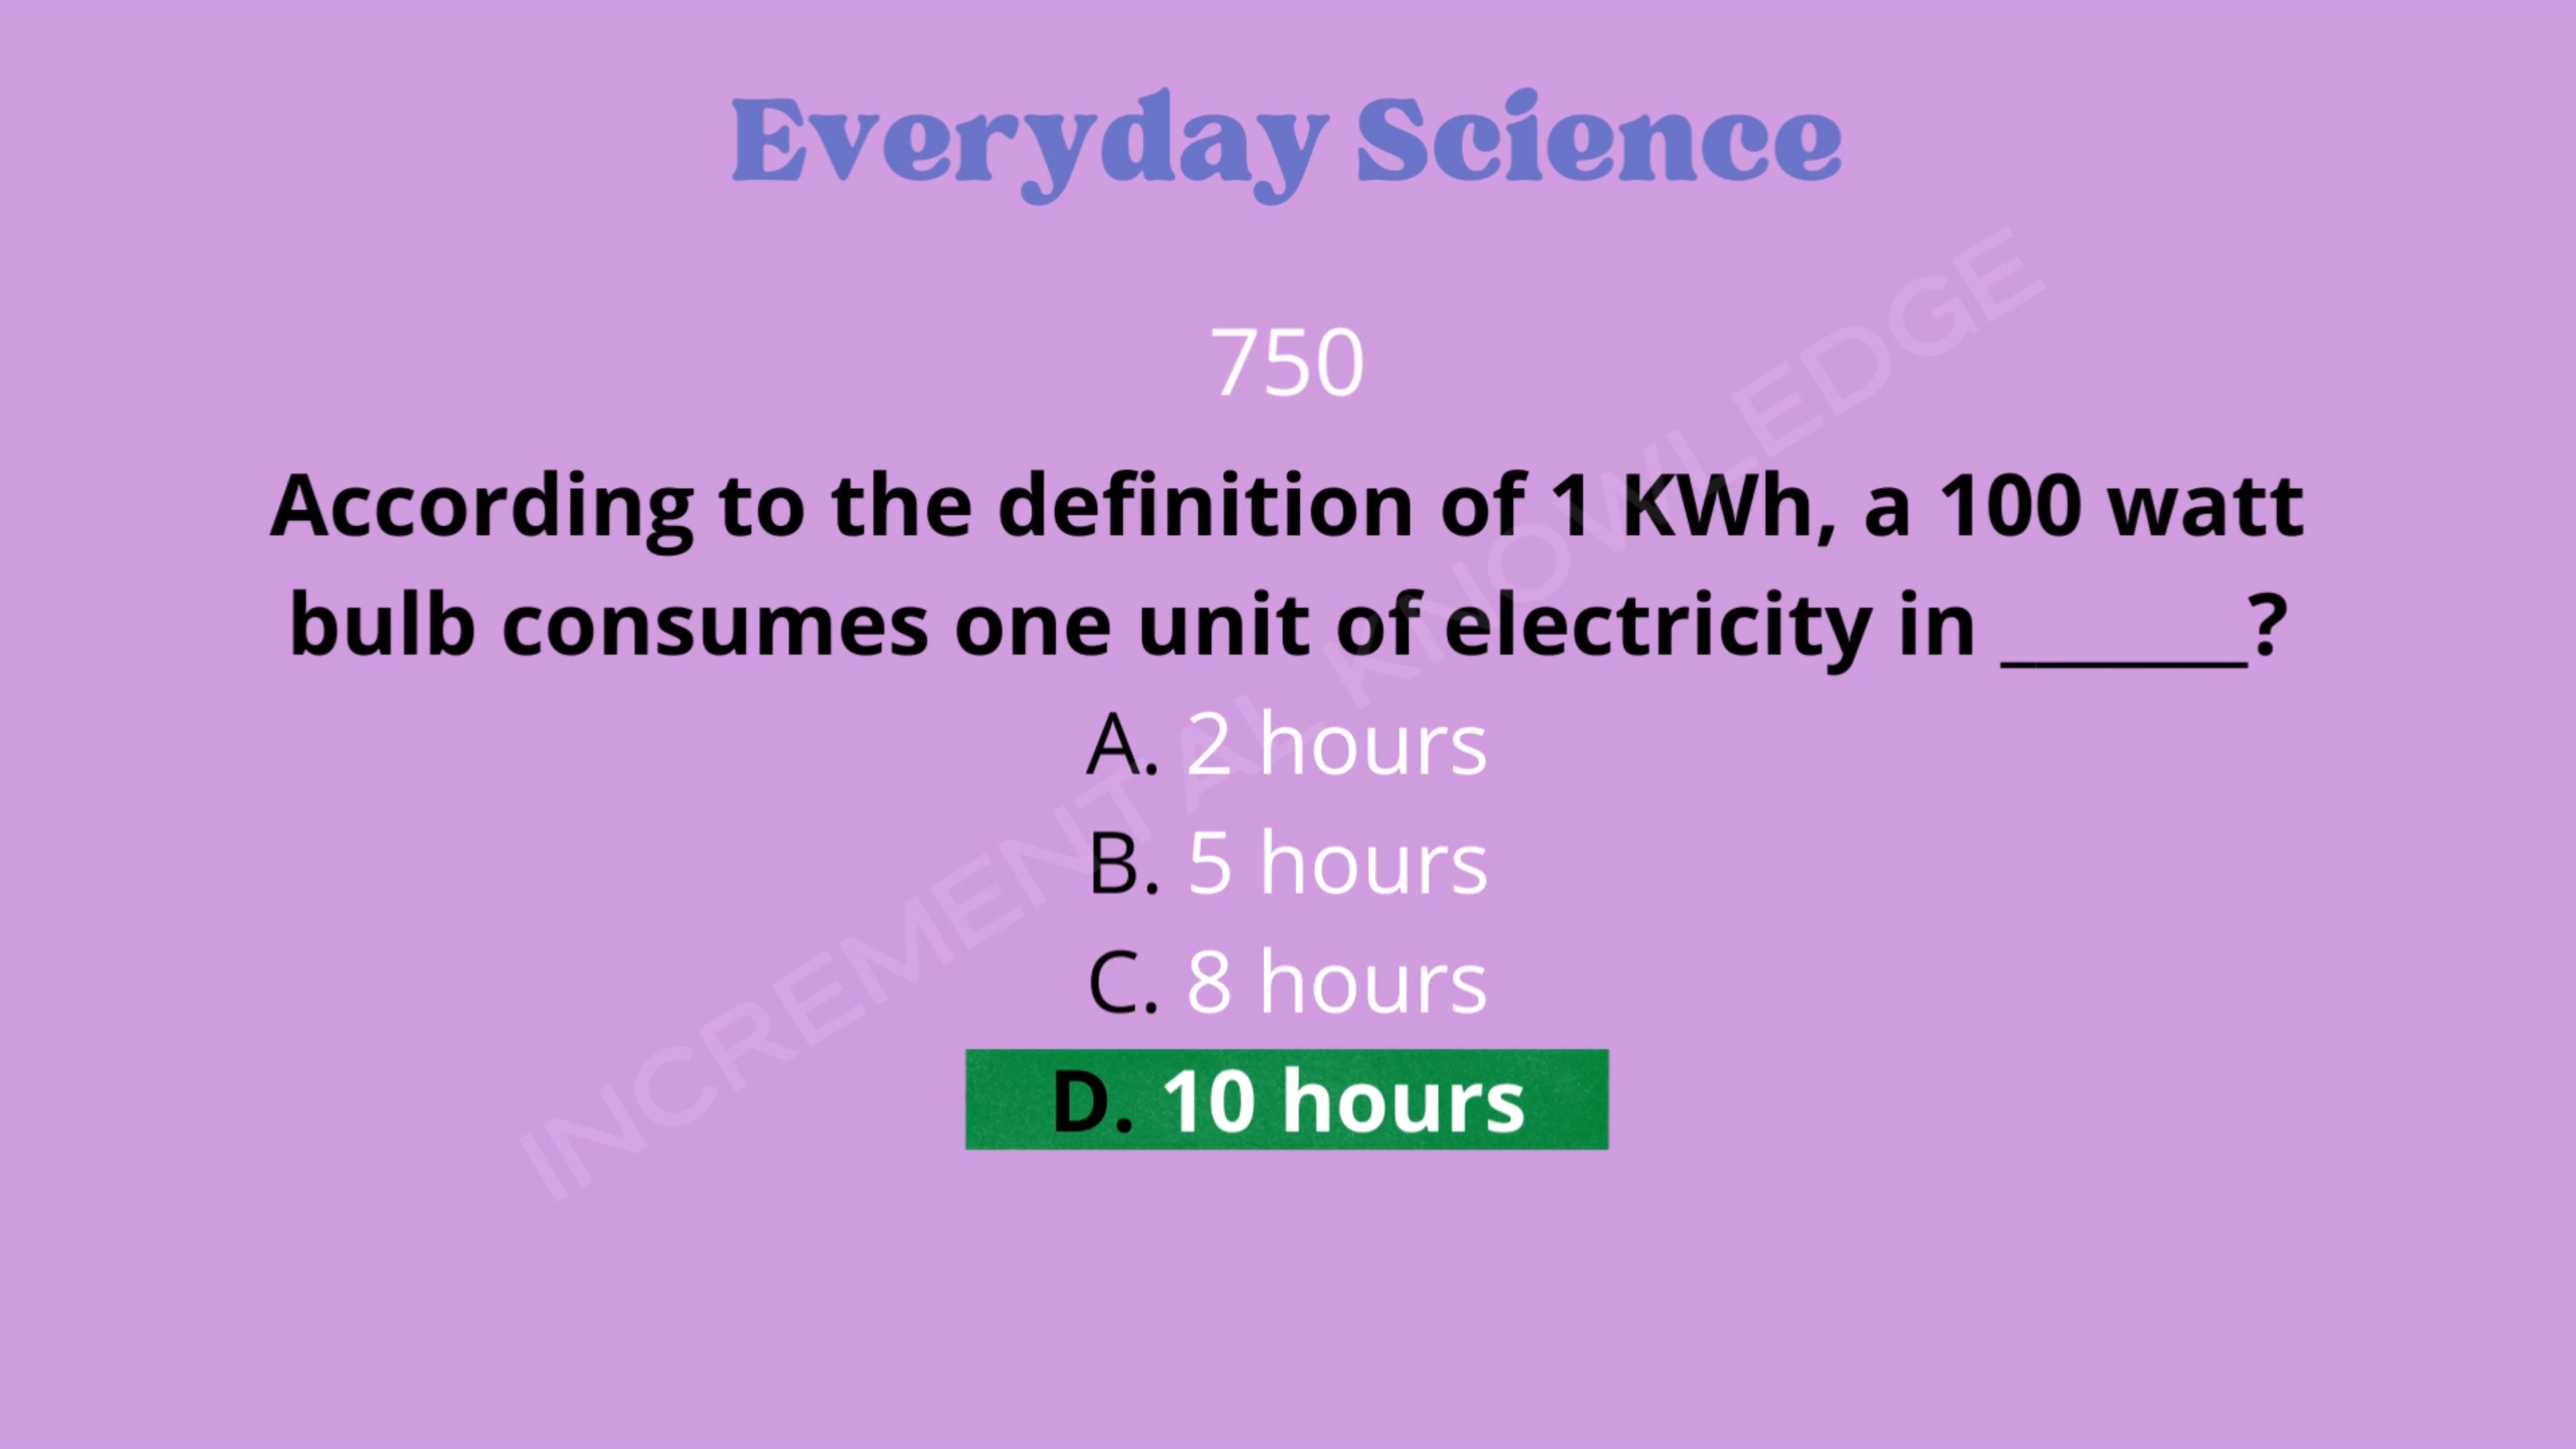 Everyday Science
750
According to the definition of 1 KWh, a 100 watt
bulb consumes one unit of electricity in ______?
A. 2 hours
B. 5 hours
C. 8 hours
D. 10 hours
INCREMENTAL KNOWLEDGE